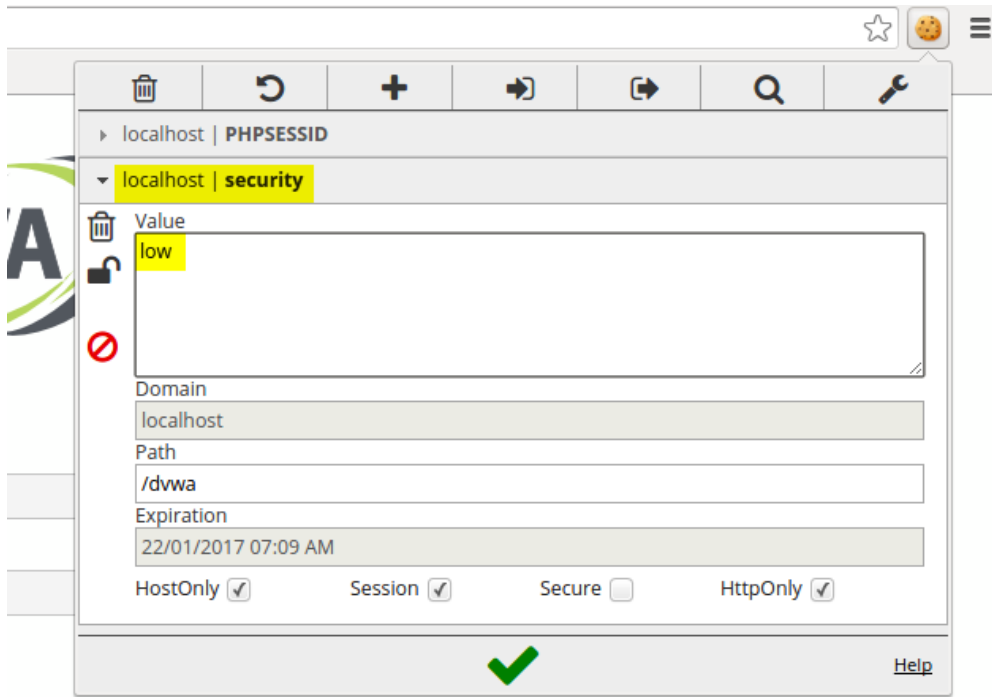 localhost | PHPSESSID
localhost | security
Value
low
Domain
localhost
Path
/dvwa
Expiration
22/01/2017 07:09 AM
HostOnly Session Secure HttpOnly
Help